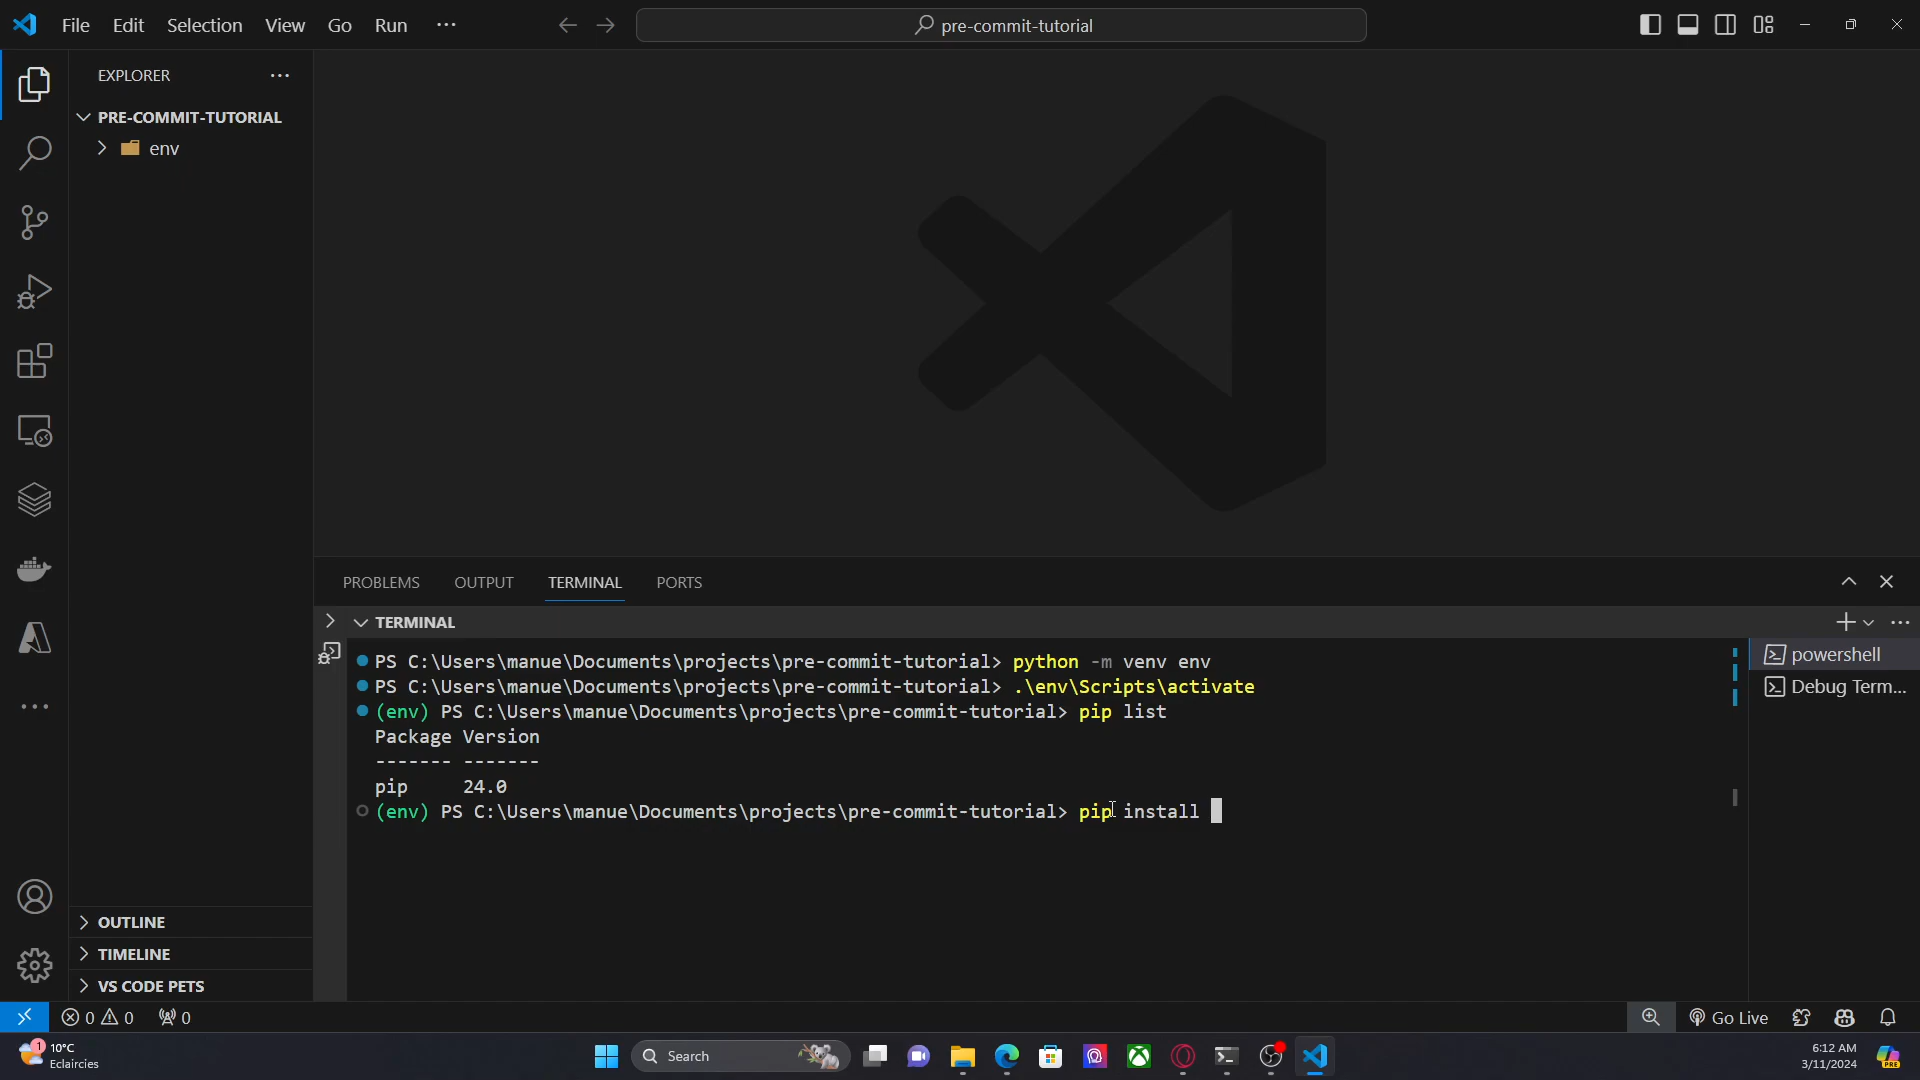 File Edit Selection View Go Run ···
pre-commit-tutorial
EXPLORER
PRE-COMMIT-TUTORIAL
env
PROBLEMS OUTPUT TERMINAL PORTS
TERMINAL
PS C:\Users\manue\Documents\projects\pre-commit-tutorial> python -m venv env
PS C:\Users\manue\Documents\projects\pre-commit-tutorial> .\env\Scripts\activate
(env) PS C:\Users\manue\Documents\projects\pre-commit-tutorial> pip list
Package Version
------- -------
pip 24.0
(env) PS C:\Users\manue\Documents\projects\pre-commit-tutorial> pip install
powershell
Debug Term...
OUTLINE
TIMELINE
VS CODE PETS
0 0 0
Go Live
1
10°C
Eclaircies
Search
6:12 AM
3/11/2024
PRE